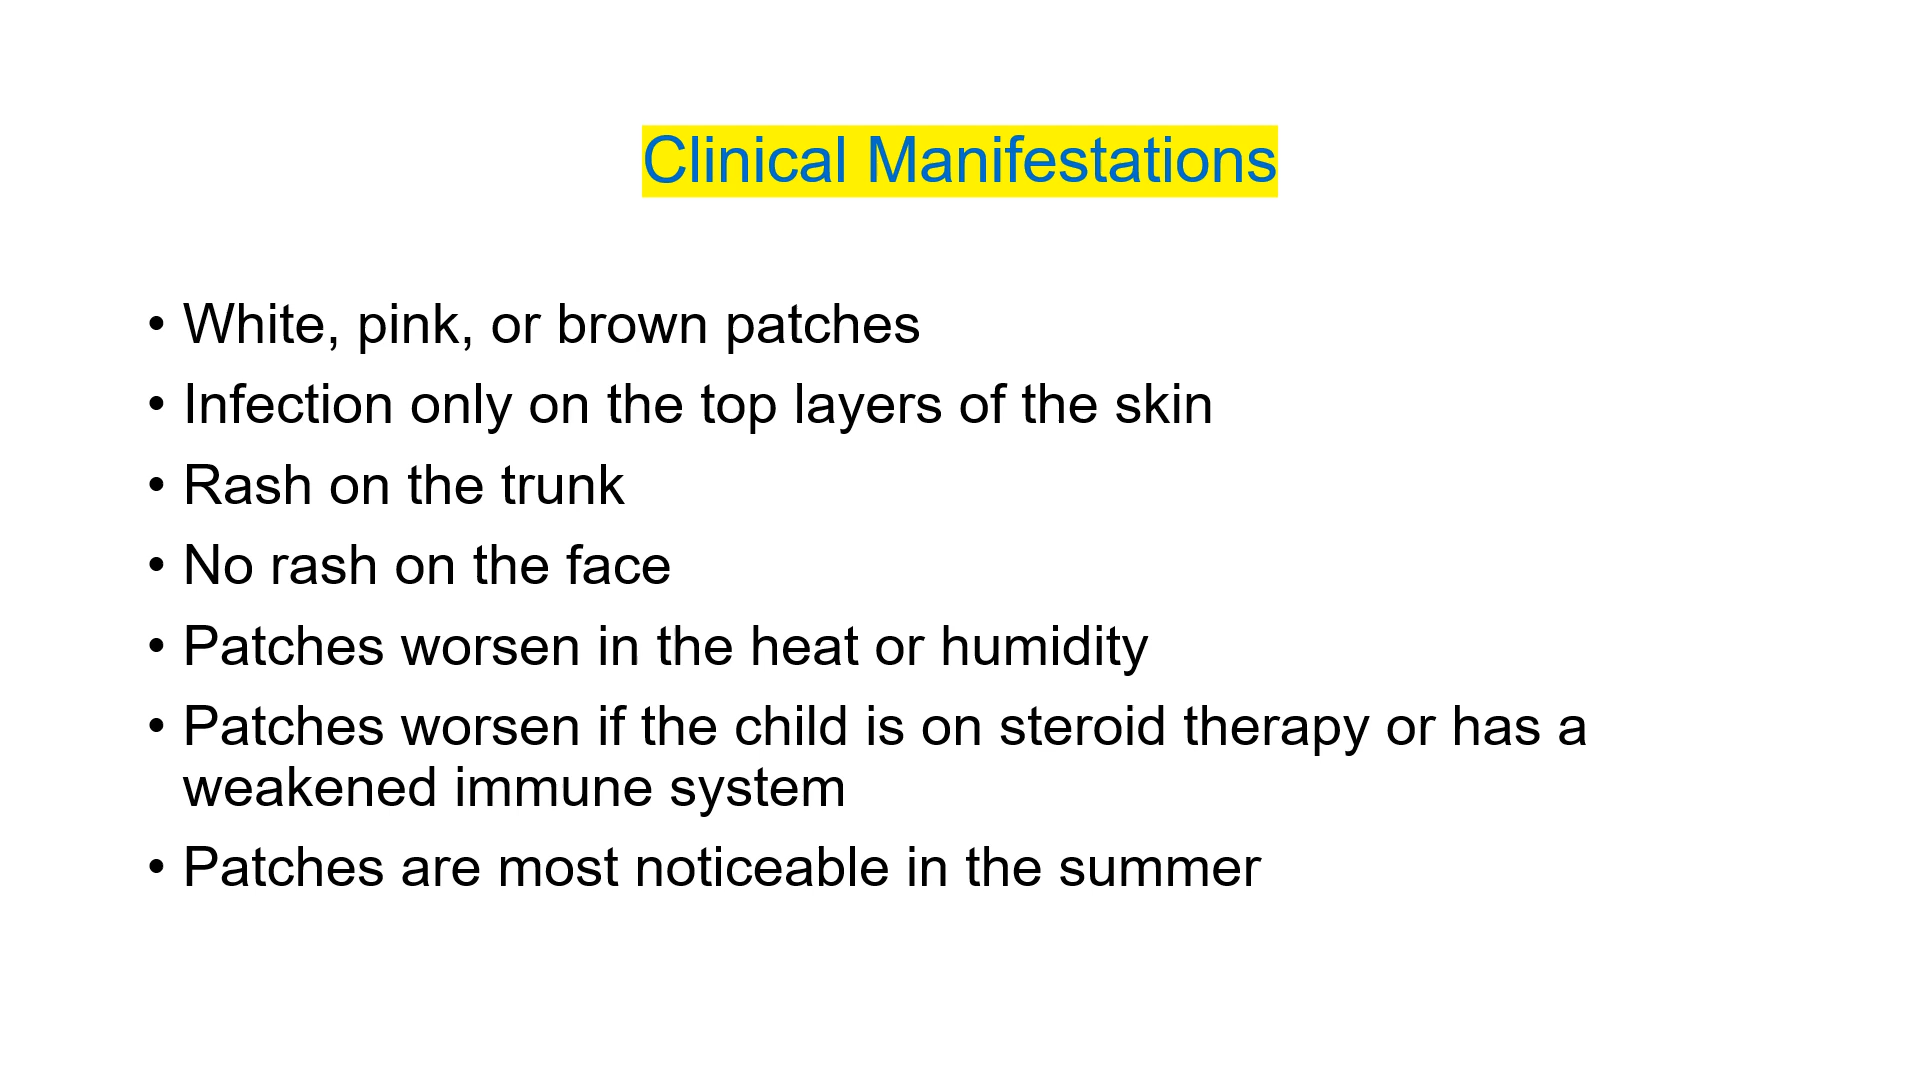 Clinical Manifestations
• White, pink, or brown patches
• Infection only on the top layers of the skin
• Rash on the trunk
• No rash on the face
• Patches worsen in the heat or humidity
• Patches worsen if the child is on steroid therapy or has a
weakened immune system
• Patches are most noticeable in the summer